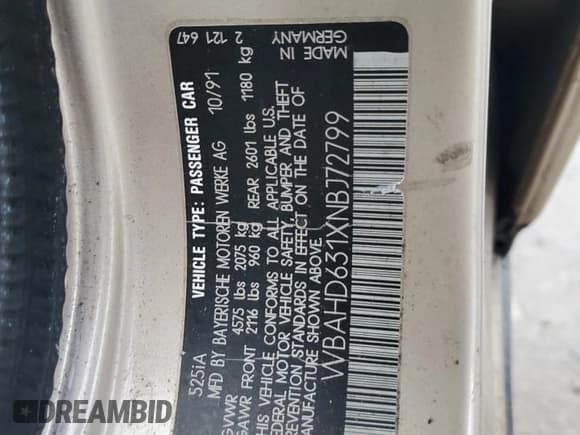 525iA
VEHICLE TYPE: PASSENGER CAR
MFD BY BAYERISCHE MOTOREN WERKE AG 10/91 2 121 647
GVWR 4575 lbs 2075 kg
GAWR FRONT 2116 lbs 960 kg REAR 2601 lbs 1180 kg
THIS VEHICLE CONFORMS TO ALL APPLICABLE U.S.
FEDERAL MOTOR VEHICLE SAFETY, BUMPER AND THEFT
PREVENTION STANDARDS IN EFFECT ON THE DATE OF
MANUFACTURE SHOWN ABOVE.
MADE IN
GERMANY
WBAHD631XNBJ72799
DREAMBID